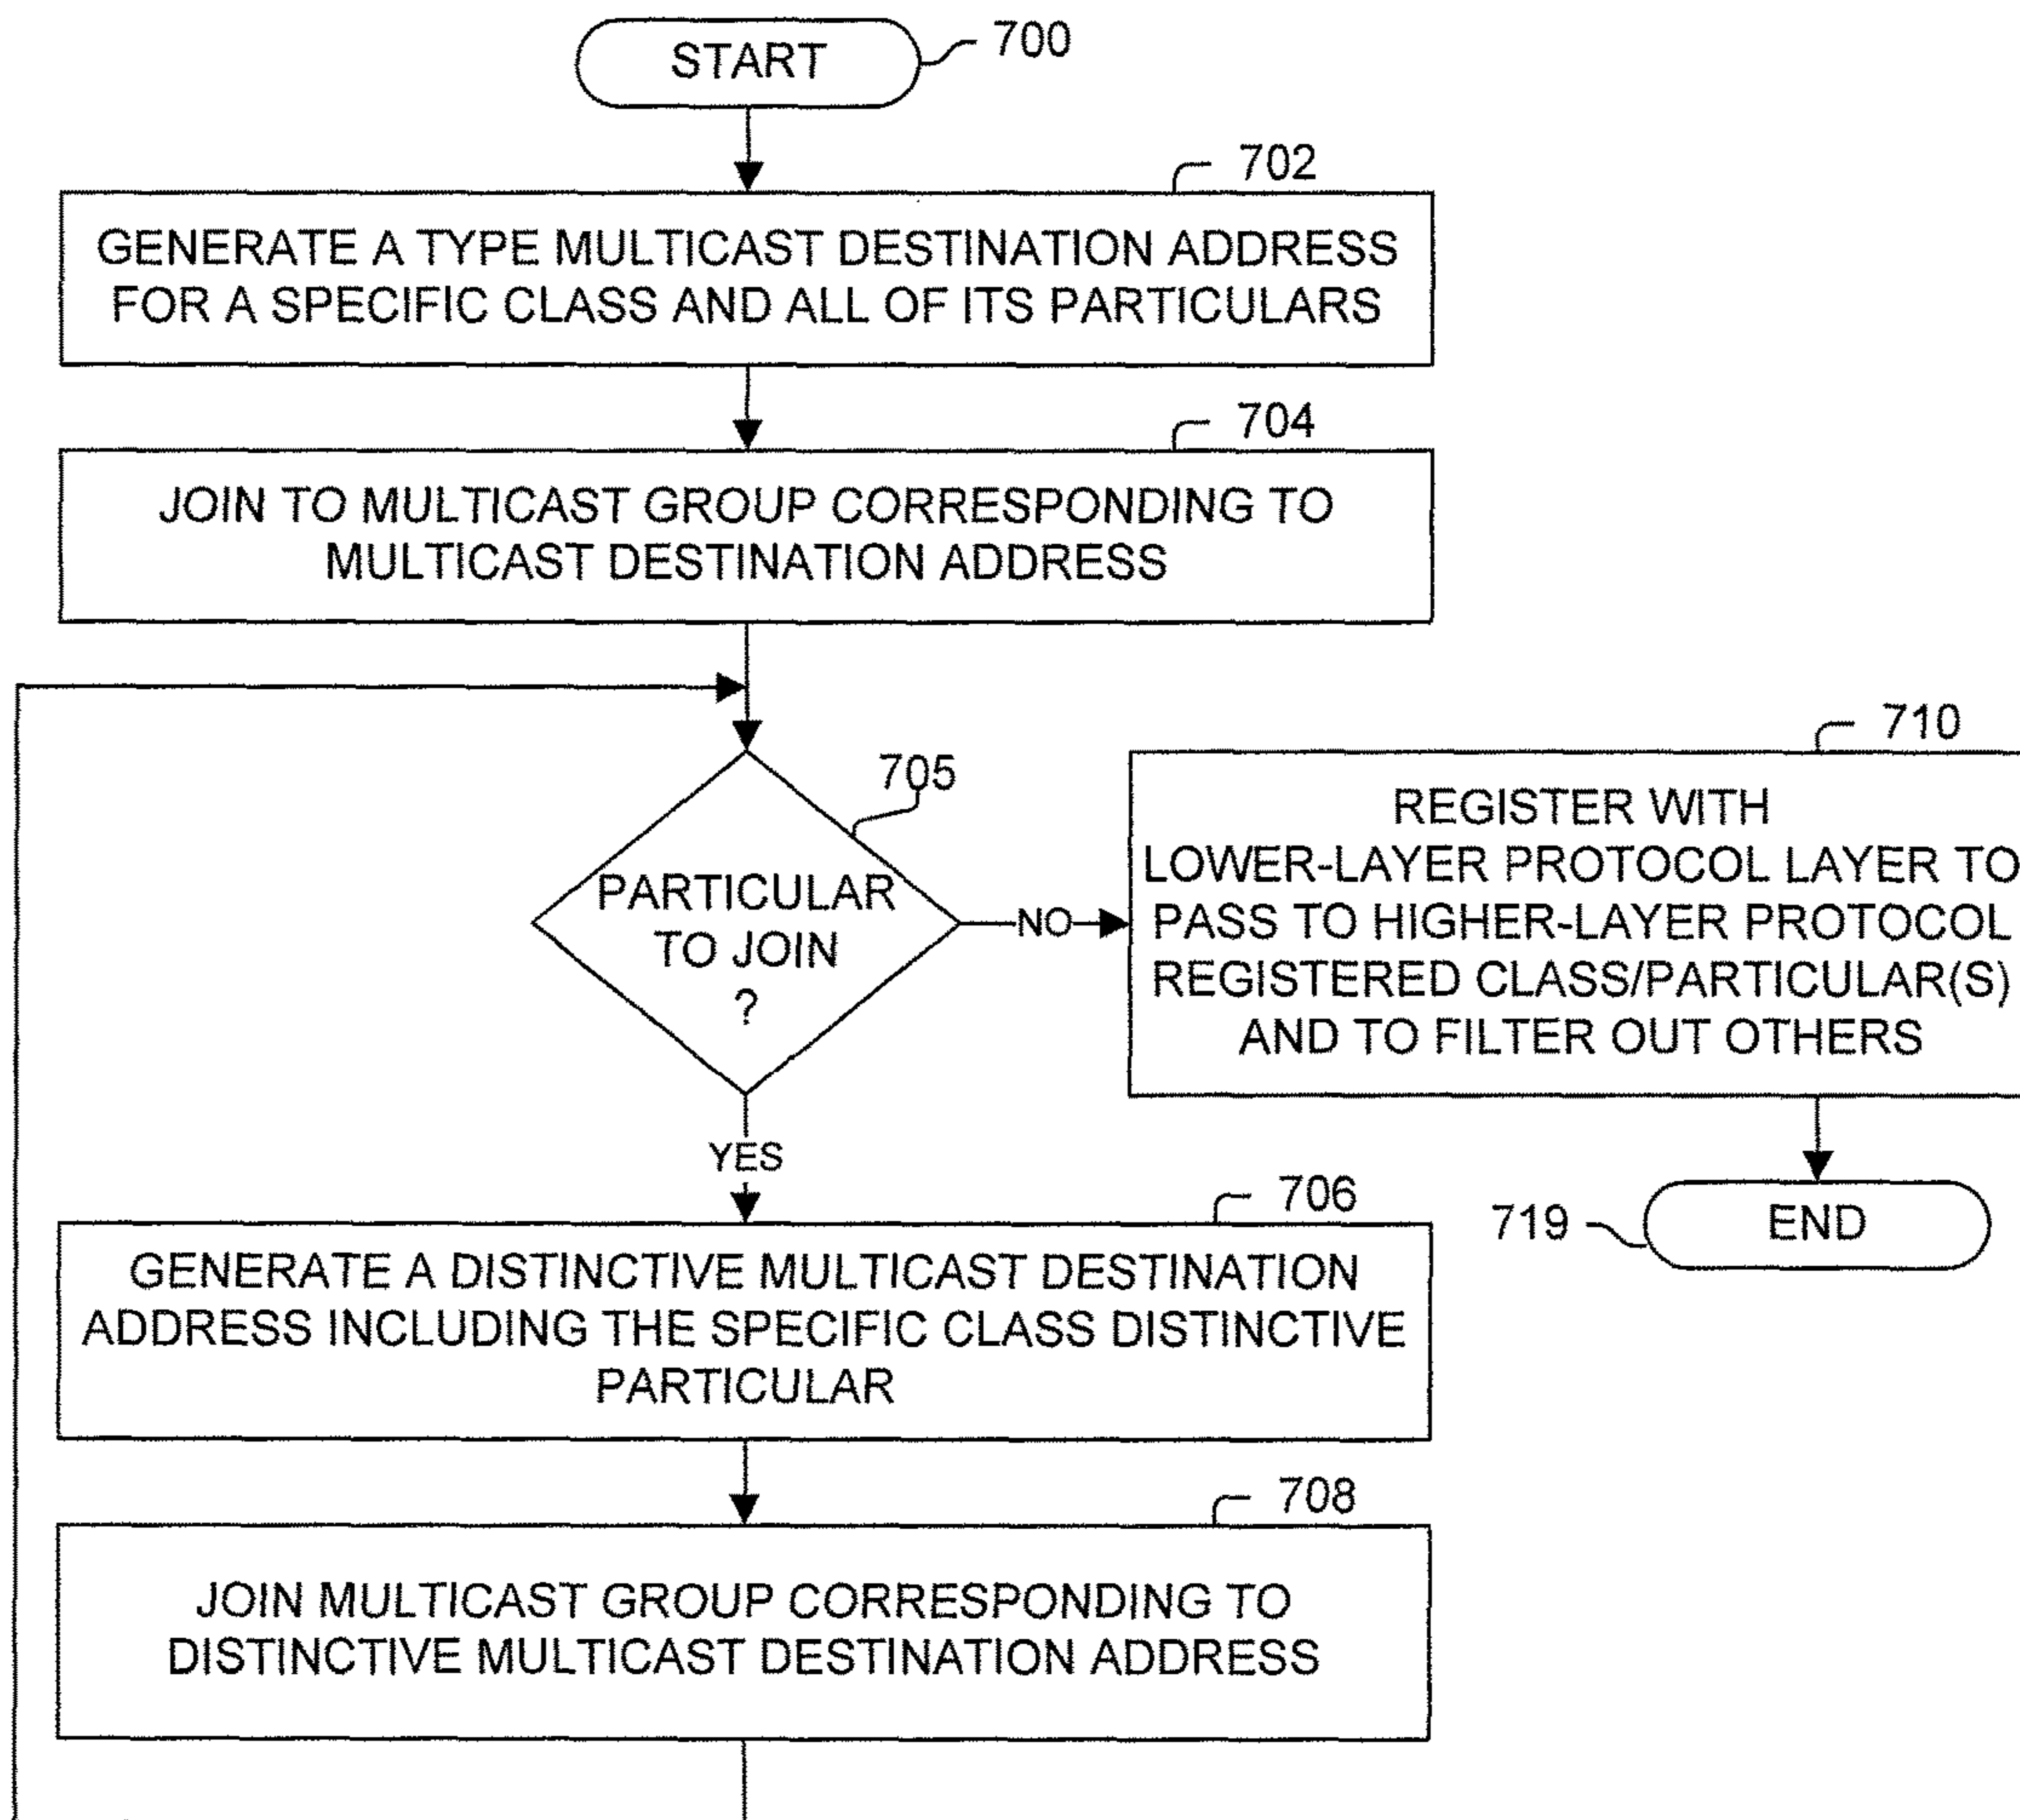 START
700
702
GENERATE A TYPE MULTICAST DESTINATION ADDRESS
FOR A SPECIFIC CLASS AND ALL OF ITS PARTICULARS
704
JOIN TO MULTICAST GROUP CORRESPONDING TO
MULTICAST DESTINATION ADDRESS
705
PARTICULAR
TO JOIN
?
NO
710
REGISTER WITH
LOWER-LAYER PROTOCOL LAYER TO
PASS TO HIGHER-LAYER PROTOCOL
REGISTERED CLASS/PARTICULAR(S)
AND TO FILTER OUT OTHERS
YES
719
END
706
GENERATE A DISTINCTIVE MULTICAST DESTINATION
ADDRESS INCLUDING THE SPECIFIC CLASS DISTINCTIVE
PARTICULAR
708
JOIN MULTICAST GROUP CORRESPONDING TO
DISTINCTIVE MULTICAST DESTINATION ADDRESS